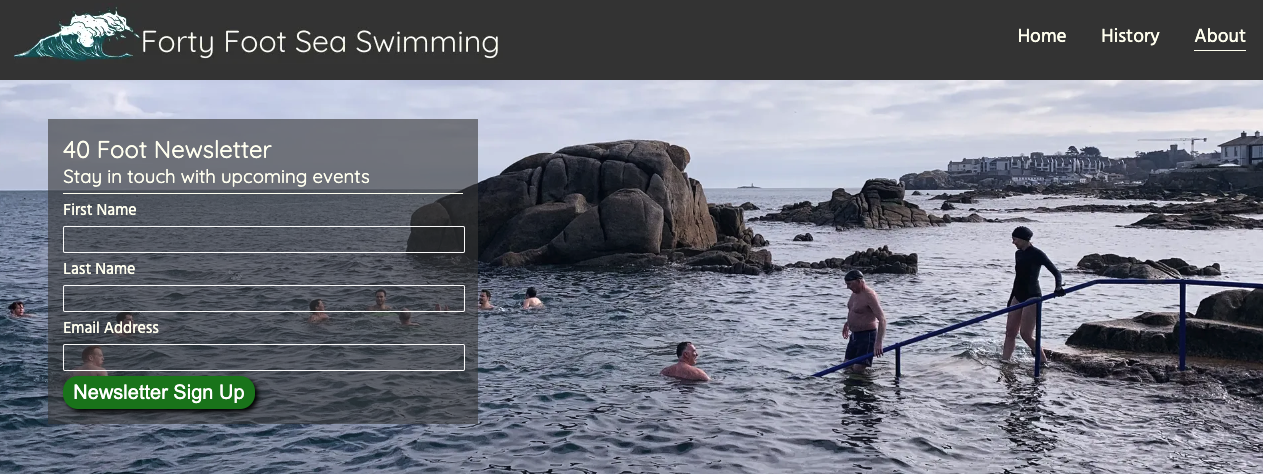 Forty Foot Sea Swimming
Home
History
About
40 Foot Newsletter
Stay in touch with upcoming events
First Name
Last Name
Email Address
Newsletter Sign Up